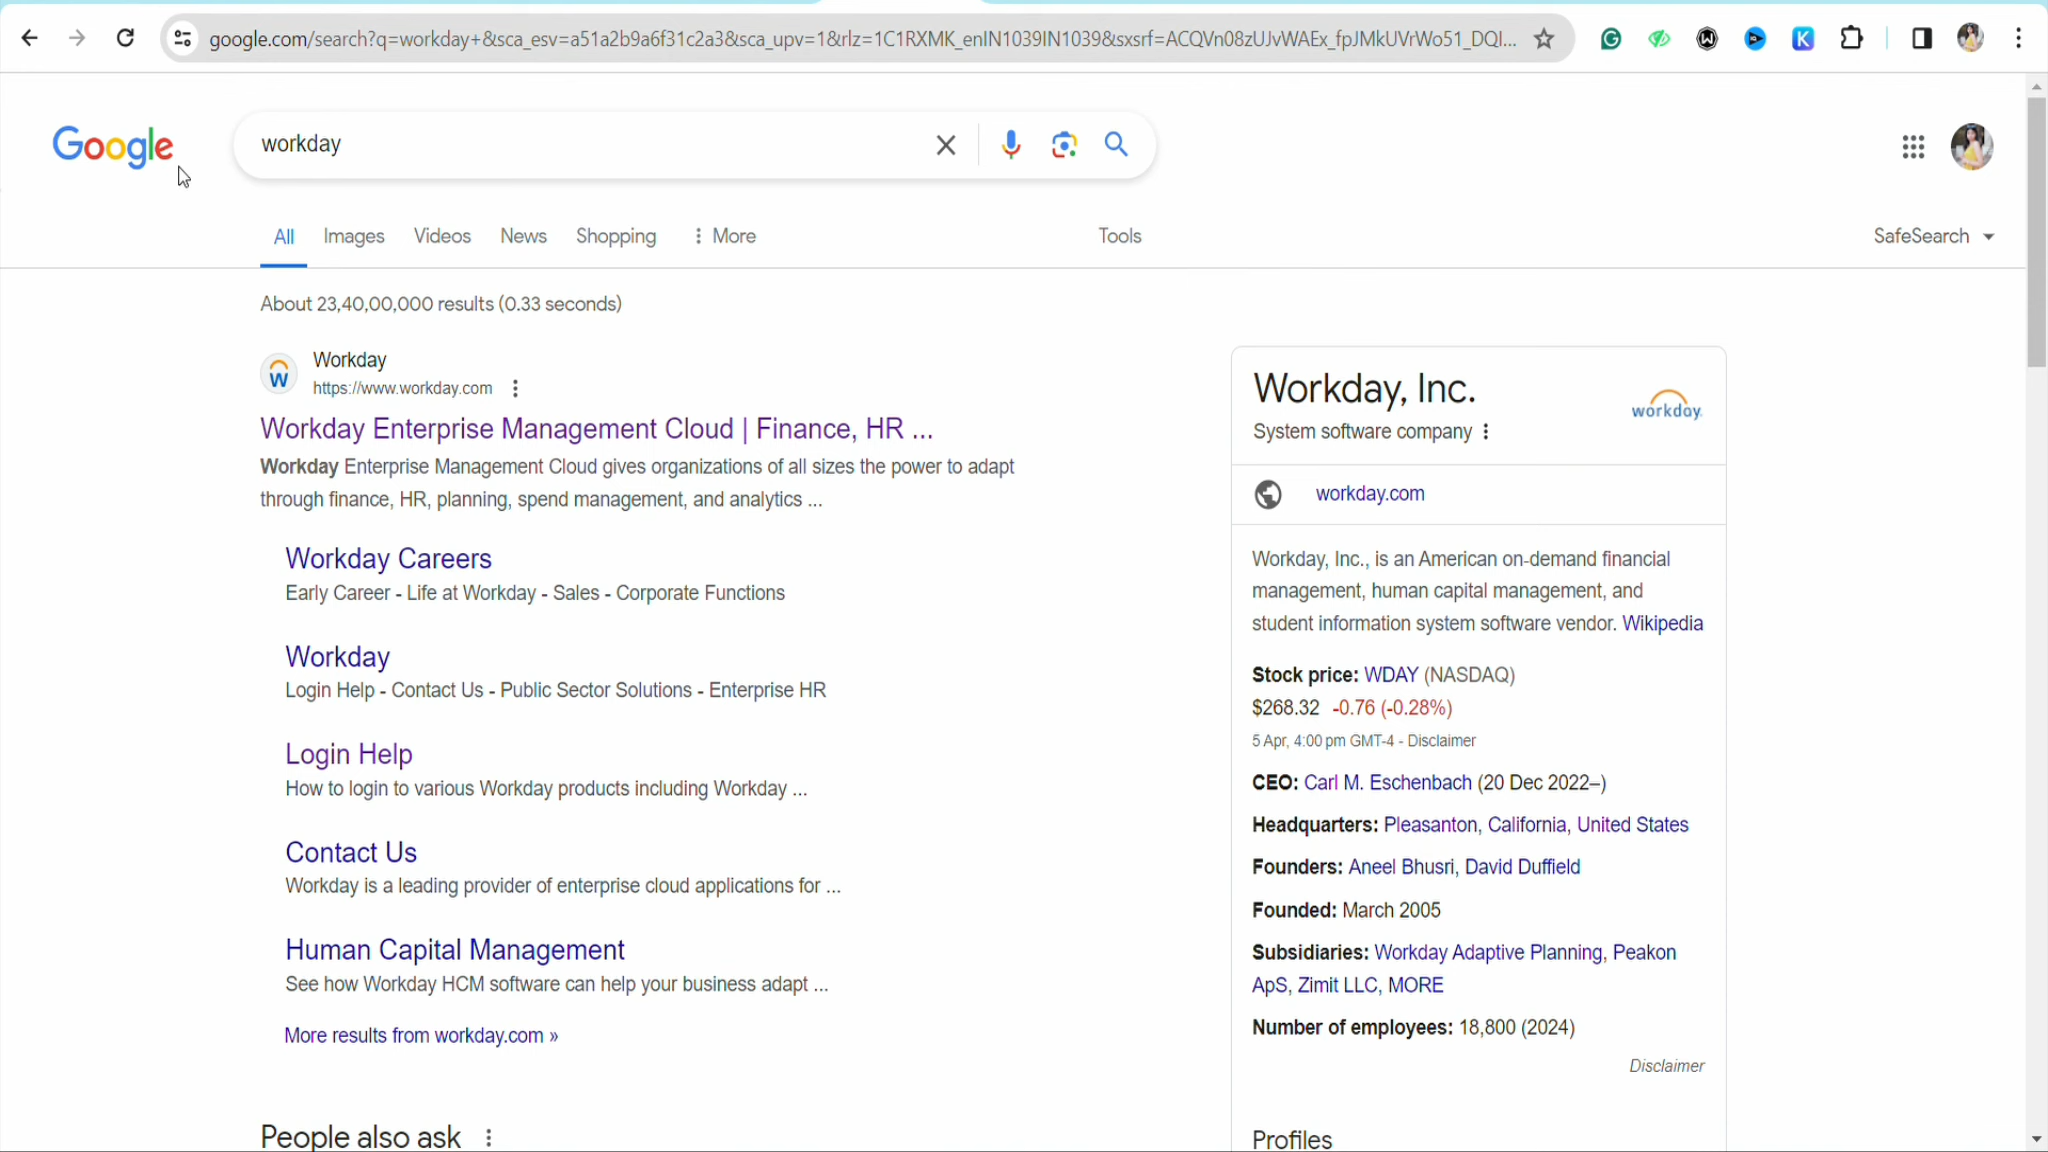 google.com/search?q=workday+&sca_esv=a51a2b9a6f31c2a3&sca_upv=1&rlz=1C1RXMK_enIN1039IN1039&sxsrf=ACQVn08zUJvWAEx_fpJMkUVrWo51_DQI...
Google
workday
All Images Videos News Shopping More Tools SafeSearch
About 23,40,00,000 results (0.33 seconds)
Workday
https://www.workday.com
Workday Enterprise Management Cloud | Finance, HR ...
Workday Enterprise Management Cloud gives organizations of all sizes the power to adapt
through finance, HR, planning, spend management, and analytics ...
Workday Careers
Early Career - Life at Workday - Sales - Corporate Functions
Workday
Login Help - Contact Us - Public Sector Solutions - Enterprise HR
Login Help
How to login to various Workday products including Workday ...
Contact Us
Workday is a leading provider of enterprise cloud applications for ...
Human Capital Management
See how Workday HCM software can help your business adapt ...
More results from workday.com »
People also ask
Workday, Inc.
System software company
workday.
workday.com
Workday, Inc., is an American on-demand financial
management, human capital management, and
student information system software vendor. Wikipedia
Stock price: WDAY (NASDAQ)
$268.32 -0.76 (-0.28%)
5 Apr, 4:00 pm GMT-4 - Disclaimer
CEO: Carl M. Eschenbach (20 Dec 2022–)
Headquarters: Pleasanton, California, United States
Founders: Aneel Bhusri, David Duffield
Founded: March 2005
Subsidiaries: Workday Adaptive Planning, Peakon
ApS, Zimit LLC, MORE
Number of employees: 18,800 (2024)
Disclaimer
Profiles